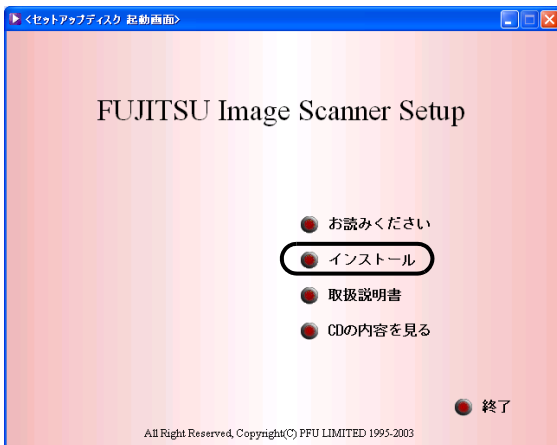 <セットアップディスク 起動画面>
FUJITSU Image Scanner Setup
お読みください
インストール
取扱説明書
CDの内容を見る
終了
All Right Reserved, Copyright(C) PFU LIMITED 1995-2003